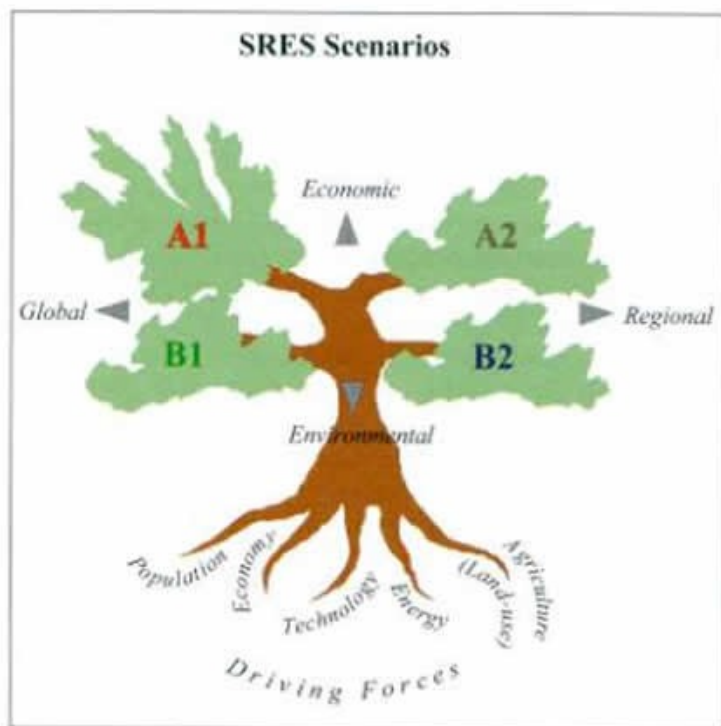 SRES Scenarios
Economic
A1
A2
Global
Regional
B1
B2
Environmental
Population
Economy
Technology
Energy
Agriculture
(Land-use)
Driving Forces